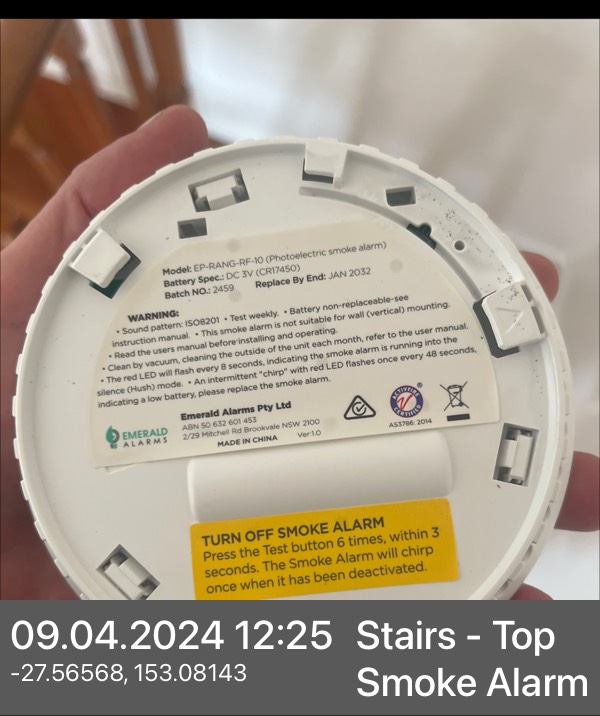 Model: EP-RANG-RF-10 (Photoelectric smoke alarm)
Battery Spec.: DC 3V (CR17450)
Batch NO.: 2459 Replace By End: JAN 2032
WARNING:
• Sound pattern: ISO8201 • Test weekly. • Battery non-replaceable-see
instruction manual. • This smoke alarm is not suitable for wall (vertical) mounting.
• Read the users manual before installing and operating.
• Clean by vacuum, cleaning the outside of the unit each month, refer to the user manual.
• The red LED will flash every 8 seconds, indicating the smoke alarm is running into the
silence (Hush) mode. • An intermittent "chirp" with red LED flashes once every 48 seconds,
indicating a low battery, please replace the smoke alarm.
EMERALD
ALARMS
Emerald Alarms Pty Ltd
ABN 50 632 601 453
2/29 Mitchell Rd Brookvale NSW 2100
MADE IN CHINA Ver:1.0
ACTIVFIRE
CERTIFIED
AS3786: 2014
TURN OFF SMOKE ALARM
Press the Test button 6 times, within 3
seconds. The Smoke Alarm will chirp
once when it has been deactivated.
09.04.2024 12:25
-27.56568, 153.08143
Stairs - Top
Smoke Alarm